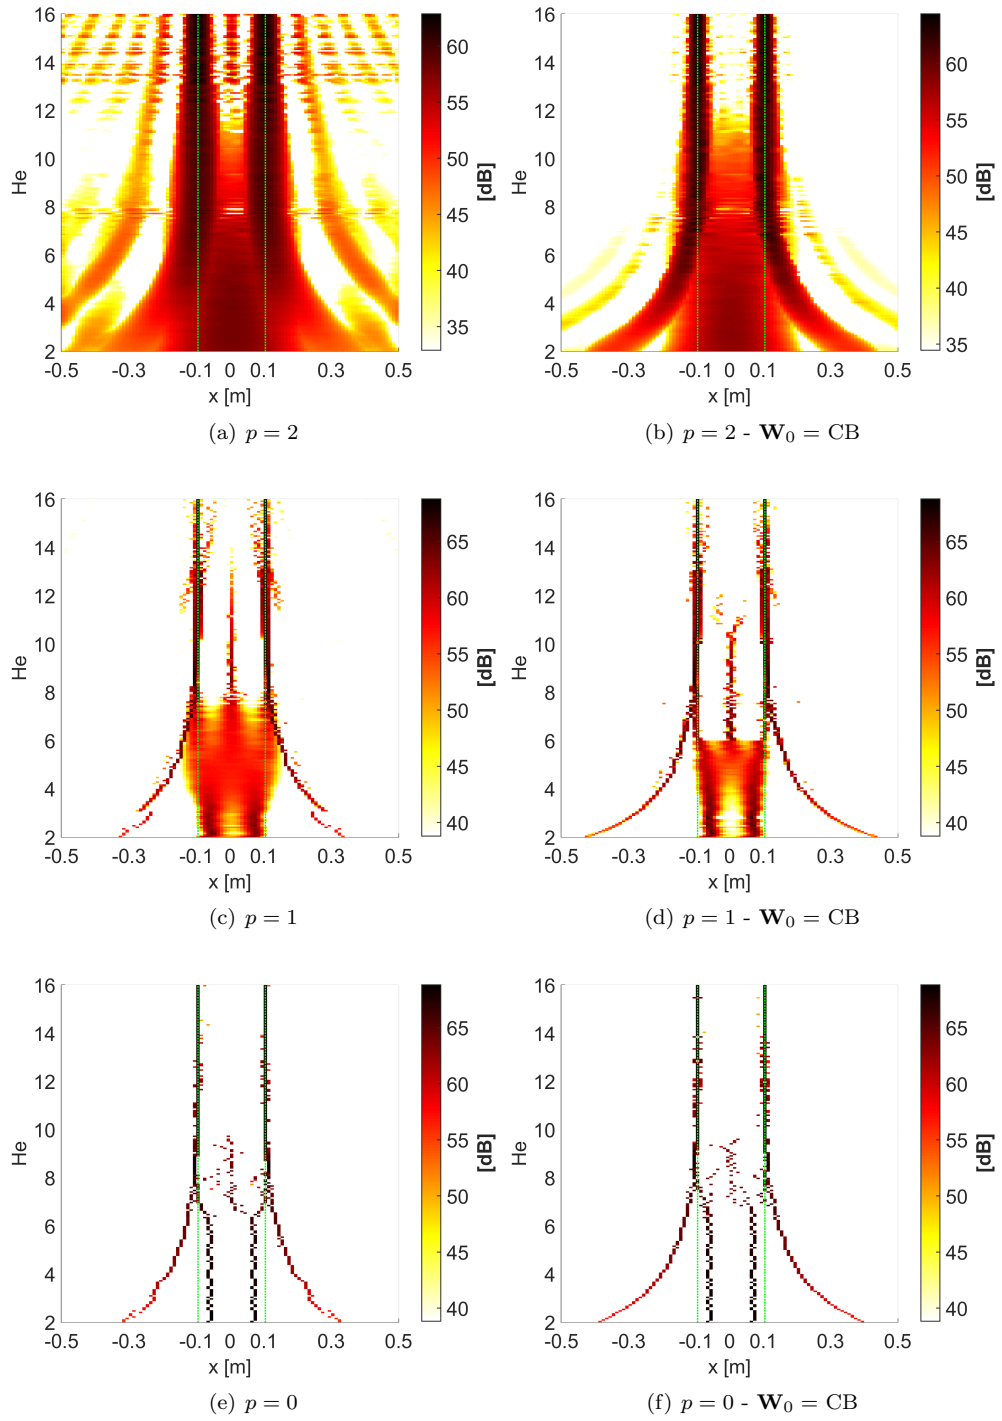 16
14
12
10
8
6
4
2
He
-0.5 -0.3 -0.1 0 0.1 0.3 0.5
x [m]
60
55
50
45
40
35
[dB]
(a) p = 2
16
14
12
10
8
6
4
2
He
-0.5 -0.3 -0.1 0 0.1 0.3 0.5
x [m]
60
55
50
45
40
35
[dB]
(b) p = 2 - W₀ = CB
16
14
12
10
8
6
4
2
He
-0.5 -0.3 -0.1 0 0.1 0.3 0.5
x [m]
65
60
55
50
45
40
[dB]
(c) p = 1
16
14
12
10
8
6
4
2
He
-0.5 -0.3 -0.1 0 0.1 0.3 0.5
x [m]
65
60
55
50
45
40
[dB]
(d) p = 1 - W₀ = CB
16
14
12
10
8
6
4
2
He
-0.5 -0.3 -0.1 0 0.1 0.3 0.5
x [m]
65
60
55
50
45
40
[dB]
(e) p = 0
16
14
12
10
8
6
4
2
He
-0.5 -0.3 -0.1 0 0.1 0.3 0.5
x [m]
65
60
55
50
45
40
[dB]
(f) p = 0 - W₀ = CB